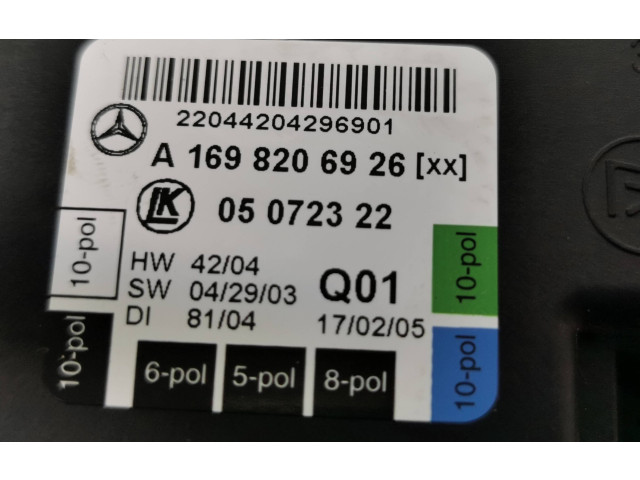 22044204296901
A 169 820 69 26 [xx]
LK 05 0723 22
HW 42/04
SW 04/29/03 Q01
DI 81/04 17/02/05
10-pol
10-pol
6-pol 5-pol 8-pol
10-pol
10-pol